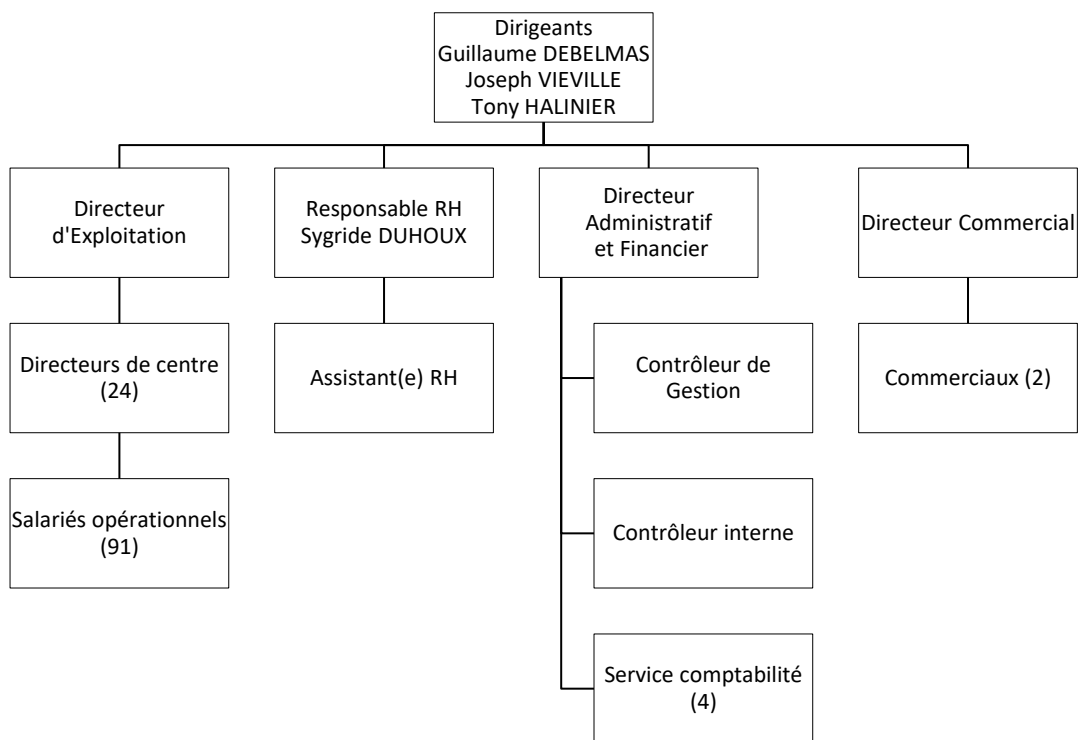 Dirigeants
Guillaume DEBELMAS
Joseph VIEVILLE
Tony HALINIER
Directeur
d'Exploitation
Responsable RH
Sygride DUHOUX
Directeur
Administratif
et Financier
Directeur Commercial
Directeurs de centre
(24)
Assistant(e) RH
Contrôleur de
Gestion
Commerciaux (2)
Salariés opérationnels
(91)
Contrôleur interne
Service comptabilité
(4)